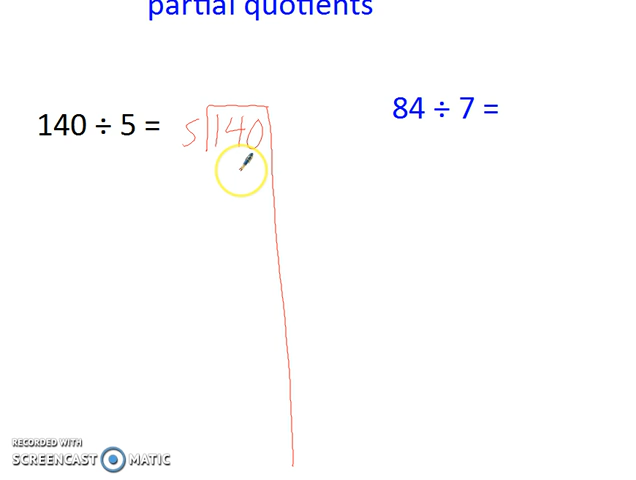 partial quotients
140 ÷ 5 =
5 140
84 ÷ 7 =
RECORDED WITH
SCREENCAST MATIC